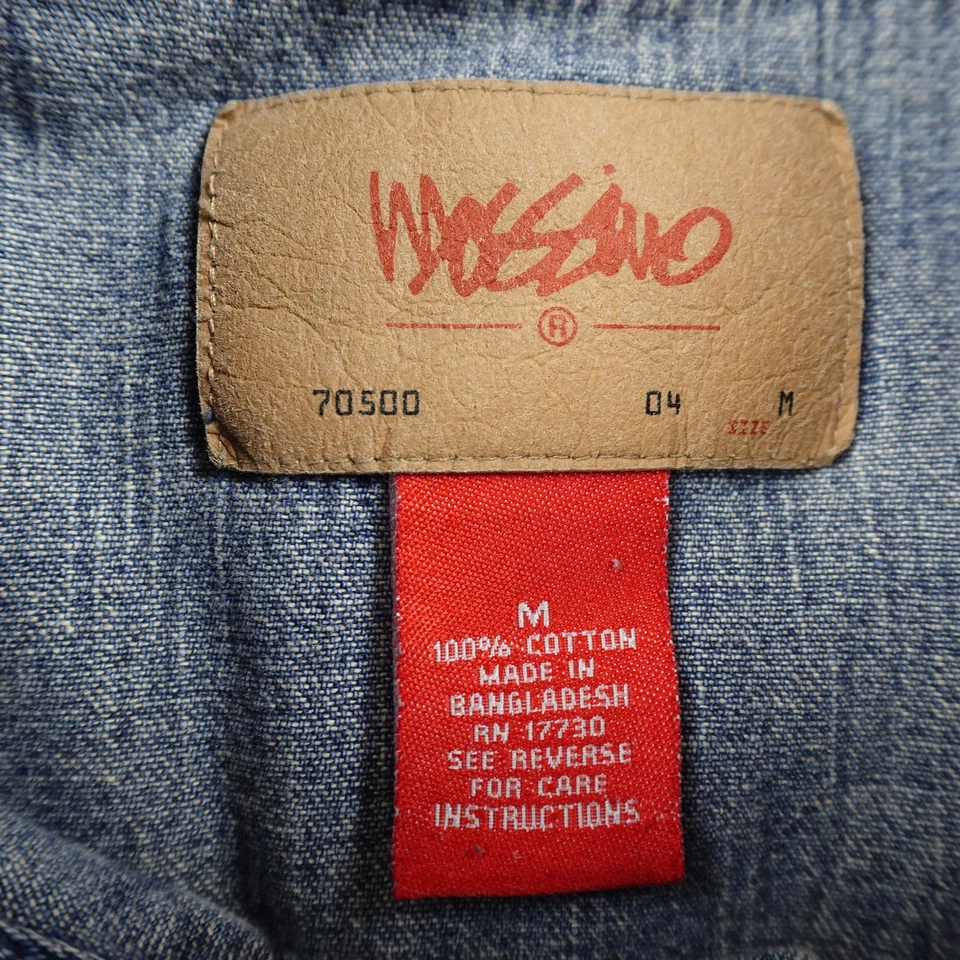 Mossimo
®
70500 04 M
SIZE
M
100% COTTON
MADE IN
BANGLADESH
RN 17730
SEE REVERSE
FOR CARE
INSTRUCTIONS